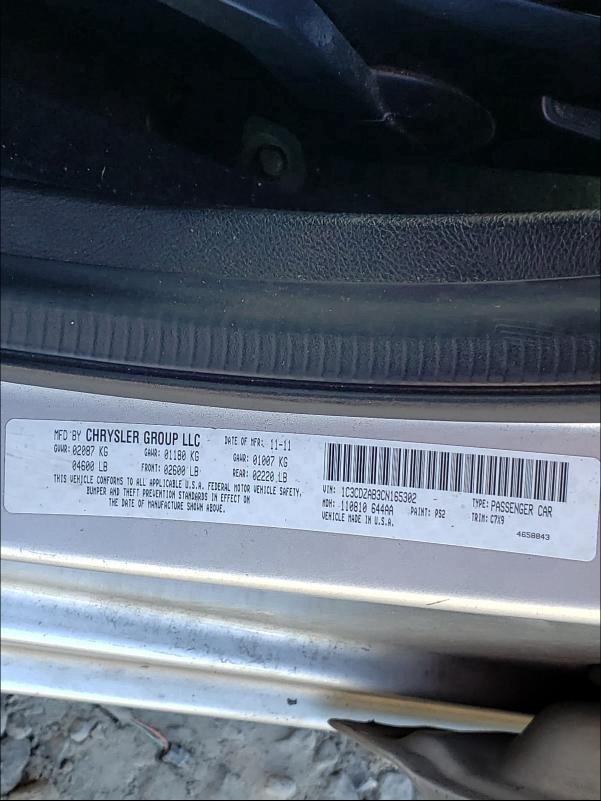 MFD BY CHRYSLER GROUP LLC DATE OF MFR: 11-11
GVWR: 02087 KG GAWR: 01180 KG GAWR: 01007 KG
04600 LB FRONT: 02600 LB REAR: 02220 LB
THIS VEHICLE CONFORMS TO ALL APPLICABLE U.S.A. FEDERAL MOTOR VEHICLE SAFETY,
BUMPER AND THEFT PREVENTION STANDARDS IN EFFECT ON
THE DATE OF MANUFACTURE SHOWN ABOVE.
VIN: 1C3CDZAB3CN165302 TYPE: PASSENGER CAR
MDH: 110810 644AA PAINT: PS2 TRIM: C7X9
VEHICLE MADE IN U.S.A.
4658843